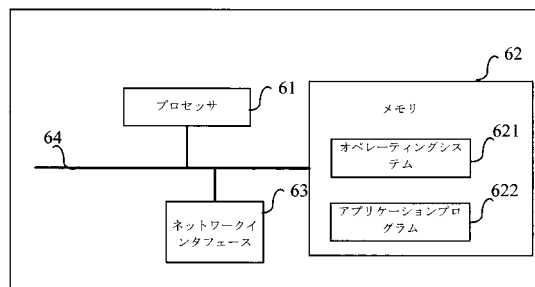 62
61
プロセッサ
メモリ
64
621
オペレーティングシス
テム
63
622
ネットワークイ
ンタフェース
アプリケーションプロ
グラム